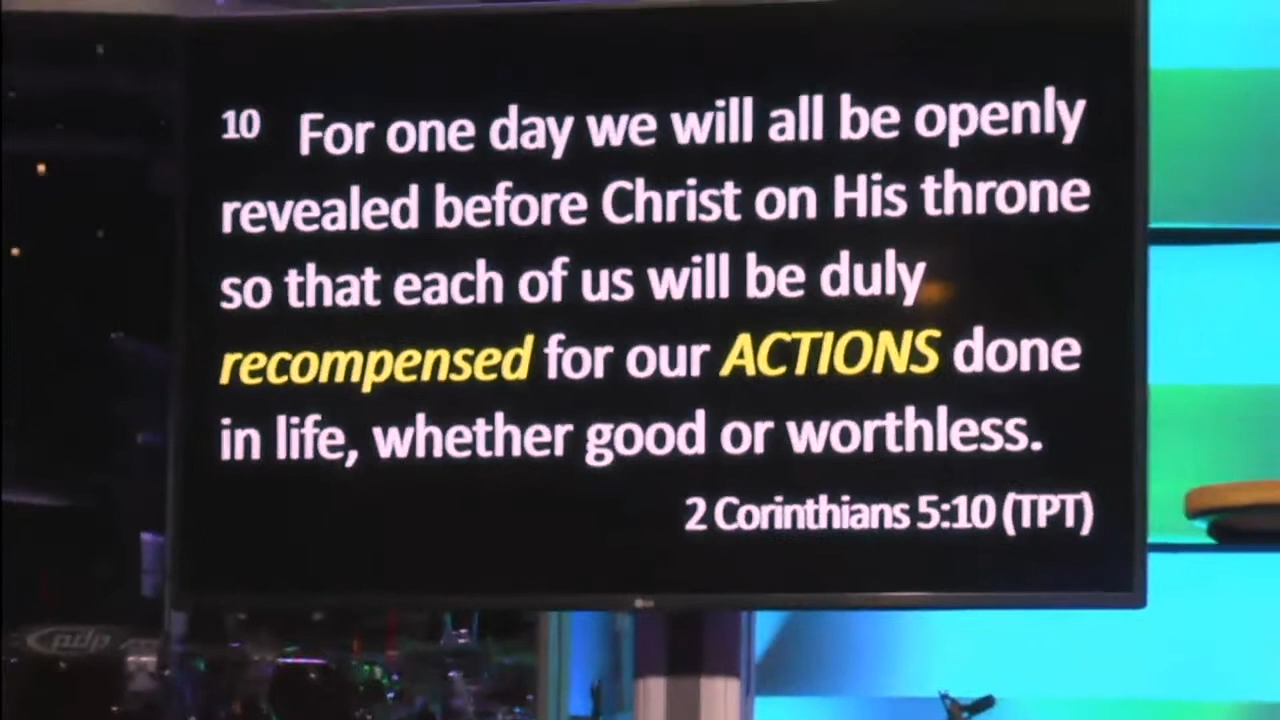 10 For one day we will all be openly
revealed before Christ on His throne
so that each of us will be duly
recompensed for our ACTIONS done
in life, whether good or worthless.
2 Corinthians 5:10 (TPT)
pdp